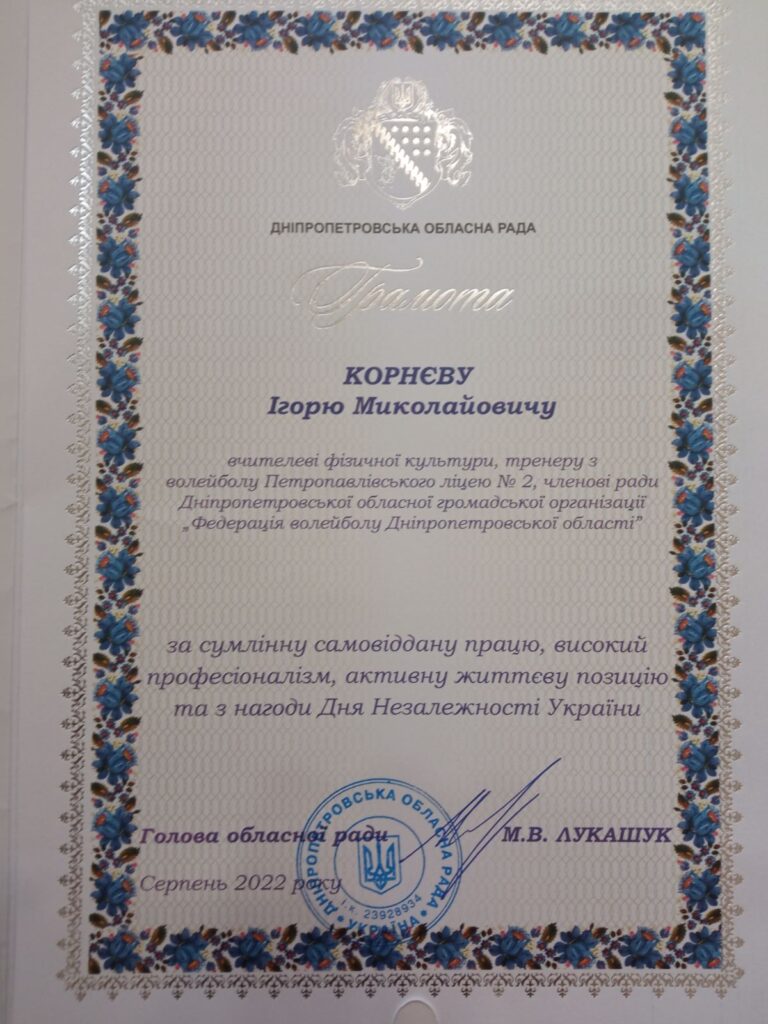 ДНІПРОПЕТРОВСЬКА ОБЛАСНА РАДА
Грамота
КОРНЄВУ
Ігорю Миколайовичу
вчителеві фізичної культури, тренеру з
волейболу Петропавлівського ліцею № 2, членові ради
Дніпропетровської обласної громадської організації
„Федерація волейболу Дніпропетровської області”
за сумлінну самовіддану працю, високий
професіоналізм, активну життєву позицію
та з нагоди Дня Незалежності України
Голова обласної ради М.В. ЛУКАШУК
Серпень 2022 року
ДНІПРОПЕТРОВСЬКА ОБЛАСНА РАДА
і.к. 23928934
• УКРАЇНА •